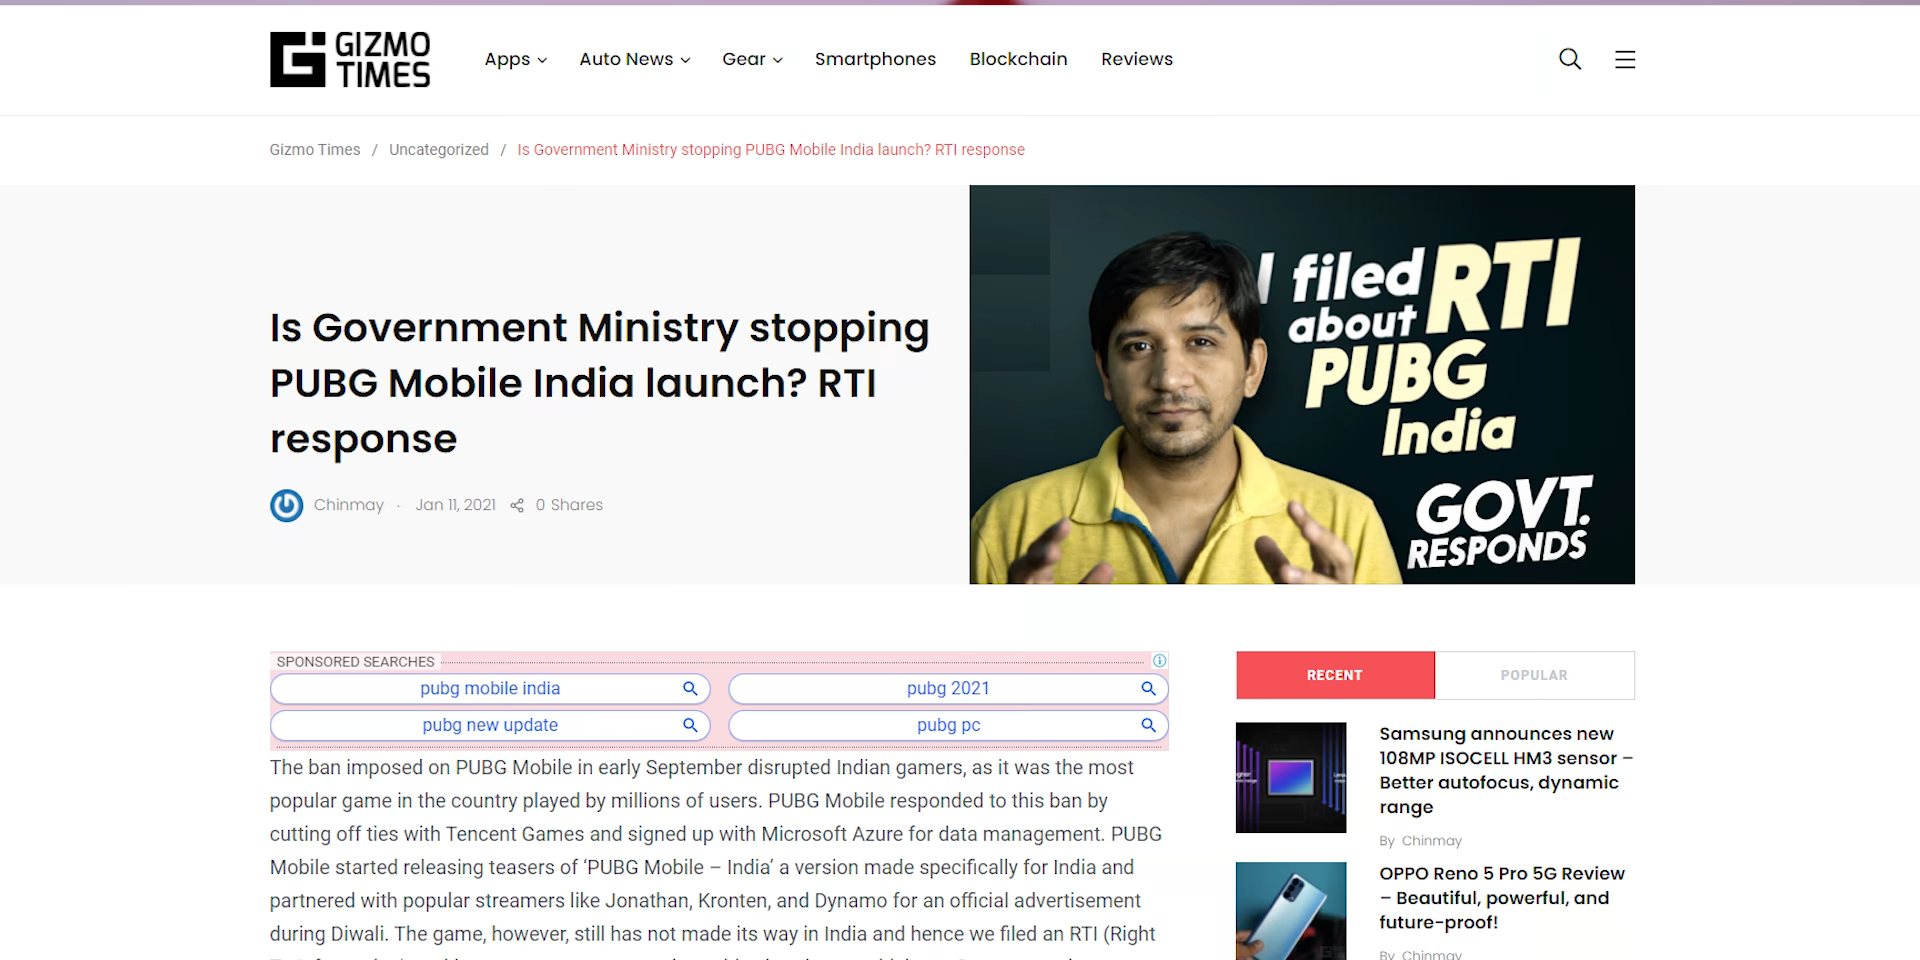 GIZMO
TIMES
Apps
Auto News
Gear
Smartphones
Blockchain
Reviews
Gizmo Times / Uncategorized / Is Government Ministry stopping PUBG Mobile India launch? RTI response
Is Government Ministry stopping
PUBG Mobile India launch? RTI
response
Chinmay · Jan 11, 2021 0 Shares
I filed RTI
about
PUBG
India
GOVT.
RESPONDS
SPONSORED SEARCHES
pubg mobile india
pubg 2021
pubg new update
pubg pc
The ban imposed on PUBG Mobile in early September disrupted Indian gamers, as it was the most
popular game in the country played by millions of users. PUBG Mobile responded to this ban by
cutting off ties with Tencent Games and signed up with Microsoft Azure for data management. PUBG
Mobile started releasing teasers of ‘PUBG Mobile – India’ a version made specifically for India and
partnered with popular streamers like Jonathan, Kronten, and Dynamo for an official advertisement
during Diwali. The game, however, still has not made its way in India and hence we filed an RTI (Right
RECENT
POPULAR
Samsung announces new
108MP ISOCELL HM3 sensor –
Better autofocus, dynamic
range
By Chinmay
OPPO Reno 5 Pro 5G Review
– Beautiful, powerful, and
future-proof!
By Chinmay